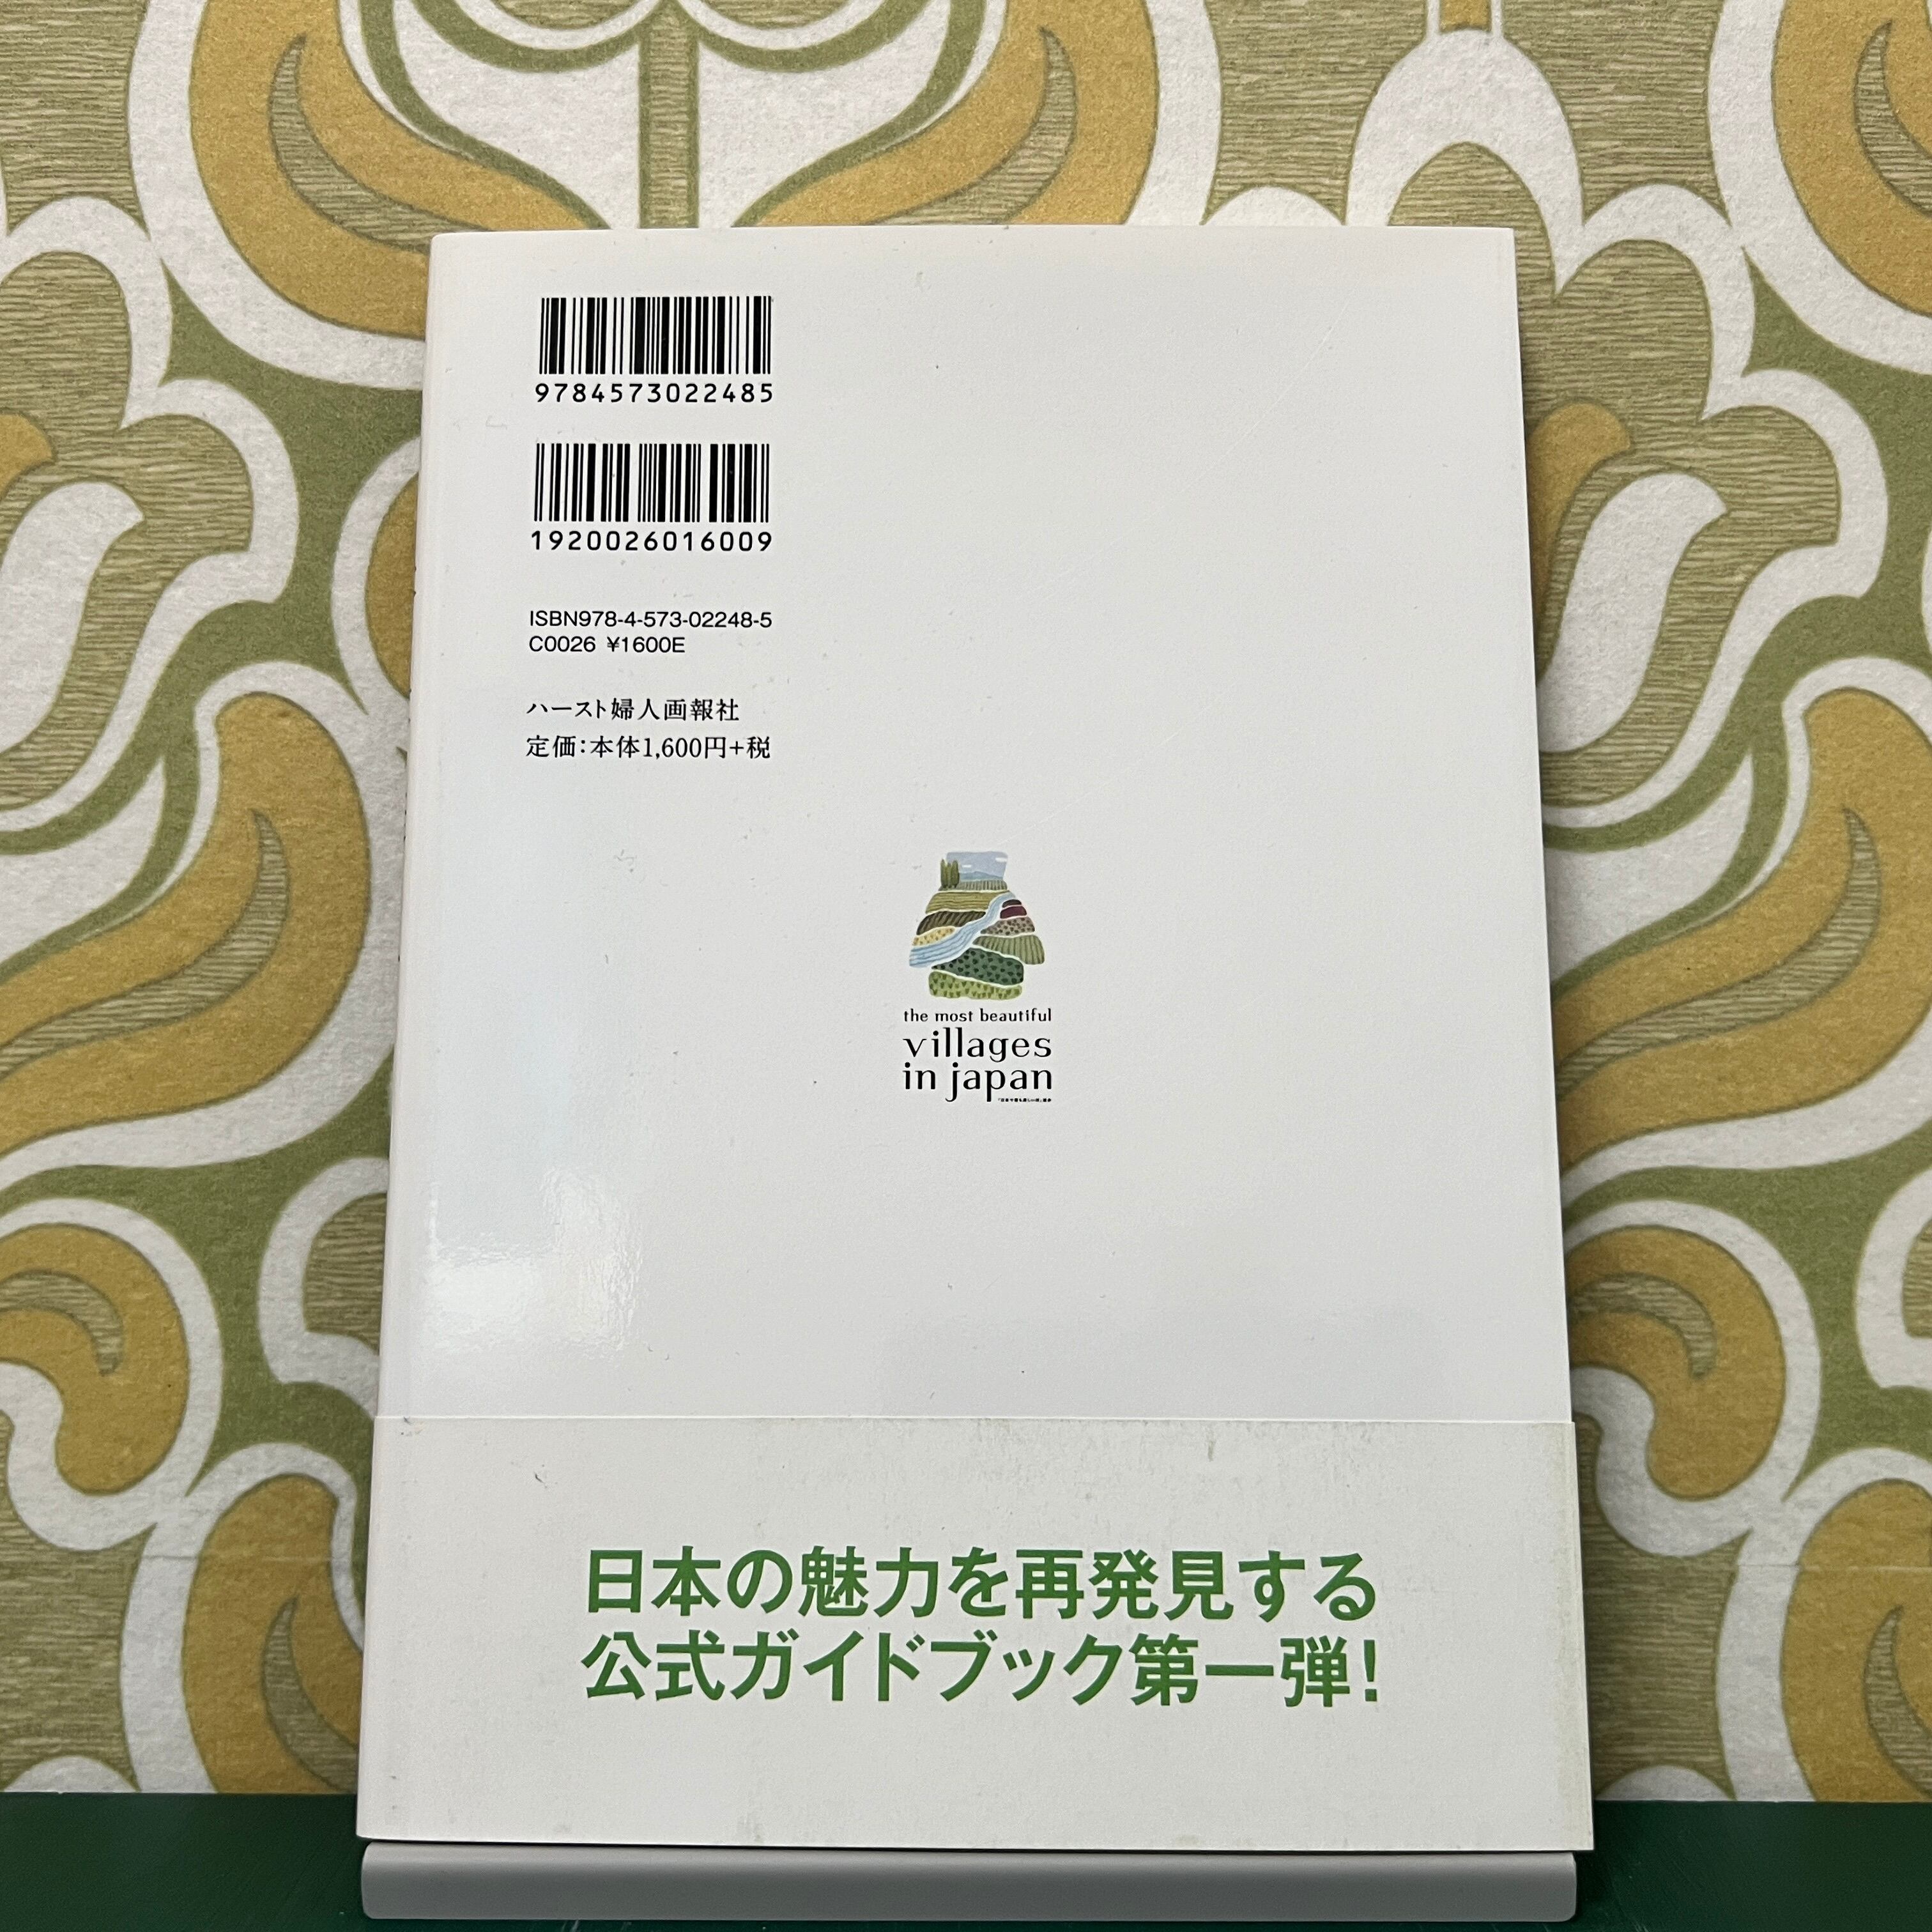 9784573022485
1920026016009
ISBN978-4-573-02248-5
C0026 ¥1600E
ハースト婦人画報社
定価:本体1,600円+税
the most beautiful
villages
in japan
日本の魅力を再発見する
公式ガイドブック第一弾!